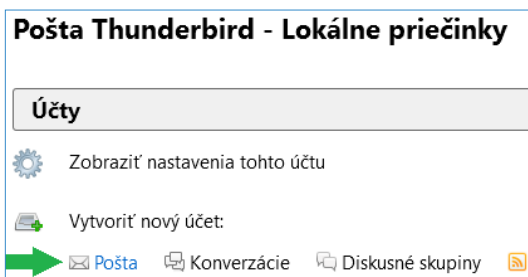 Pošta Thunderbird - Lokálne priečinky
Účty
Zobraziť nastavenia tohto účtu
Vytvoriť nový účet:
Pošta Konverzácie Diskusné skupiny